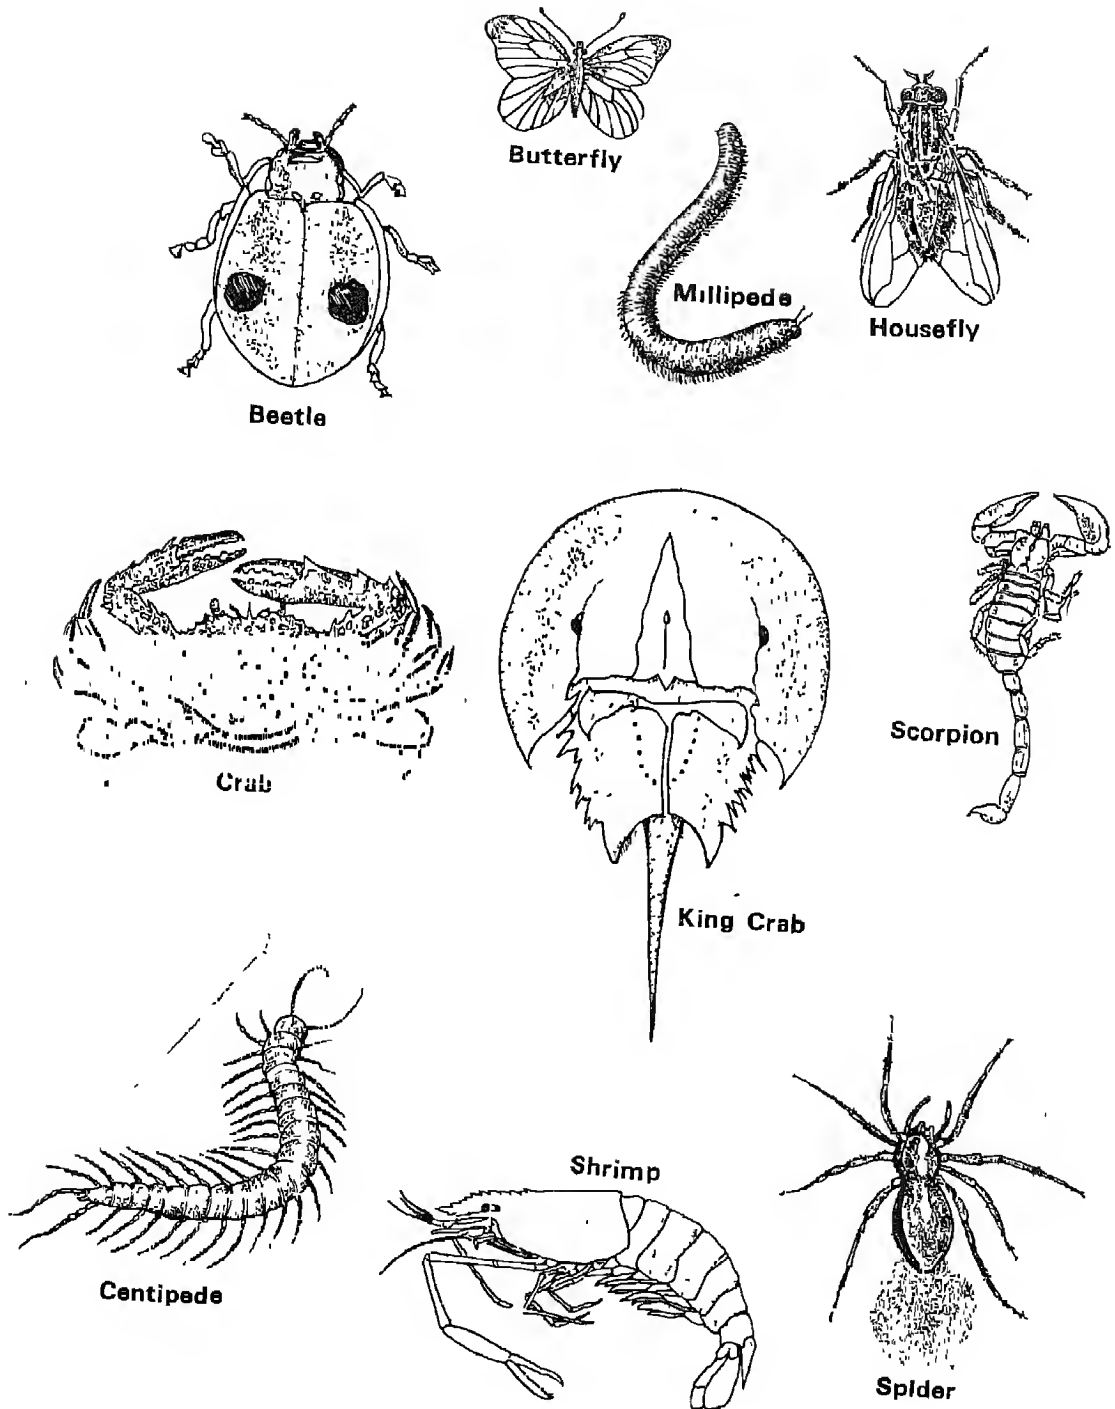 Butterfly
Millipede
Housefly
Beetle
Crab
Scorpion
King Crab
Centipede
Shrimp
Spider